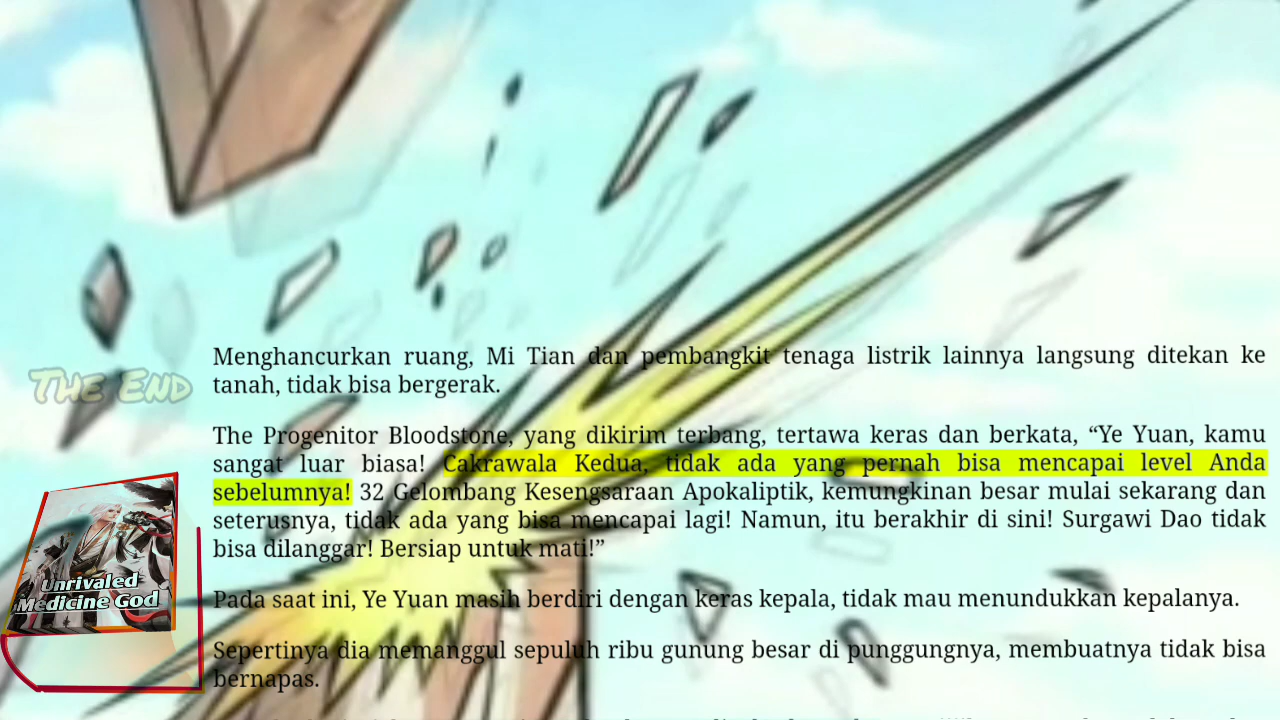 Menghancurkan ruang, Mi Tian dan pembangkit tenaga listrik lainnya langsung ditekan ke
tanah, tidak bisa bergerak.
The End
The Progenitor Bloodstone, yang dikirim terbang, tertawa keras dan berkata, “Ye Yuan, kamu
sangat luar biasa! Cakrawala Kedua, tidak ada yang pernah bisa mencapai level Anda
sebelumnya! 32 Gelombang Kesengsaraan Apokaliptik, kemungkinan besar mulai sekarang dan
seterusnya, tidak ada yang bisa mencapai lagi! Namun, itu berakhir di sini! Surgawi Dao tidak
bisa dilanggar! Bersiap untuk mati!”
Unrivaled
Medicine God
Pada saat ini, Ye Yuan masih berdiri dengan keras kepala, tidak mau menundukkan kepalanya.
Sepertinya dia memanggul sepuluh ribu gunung besar di punggungnya, membuatnya tidak bisa
bernapas.